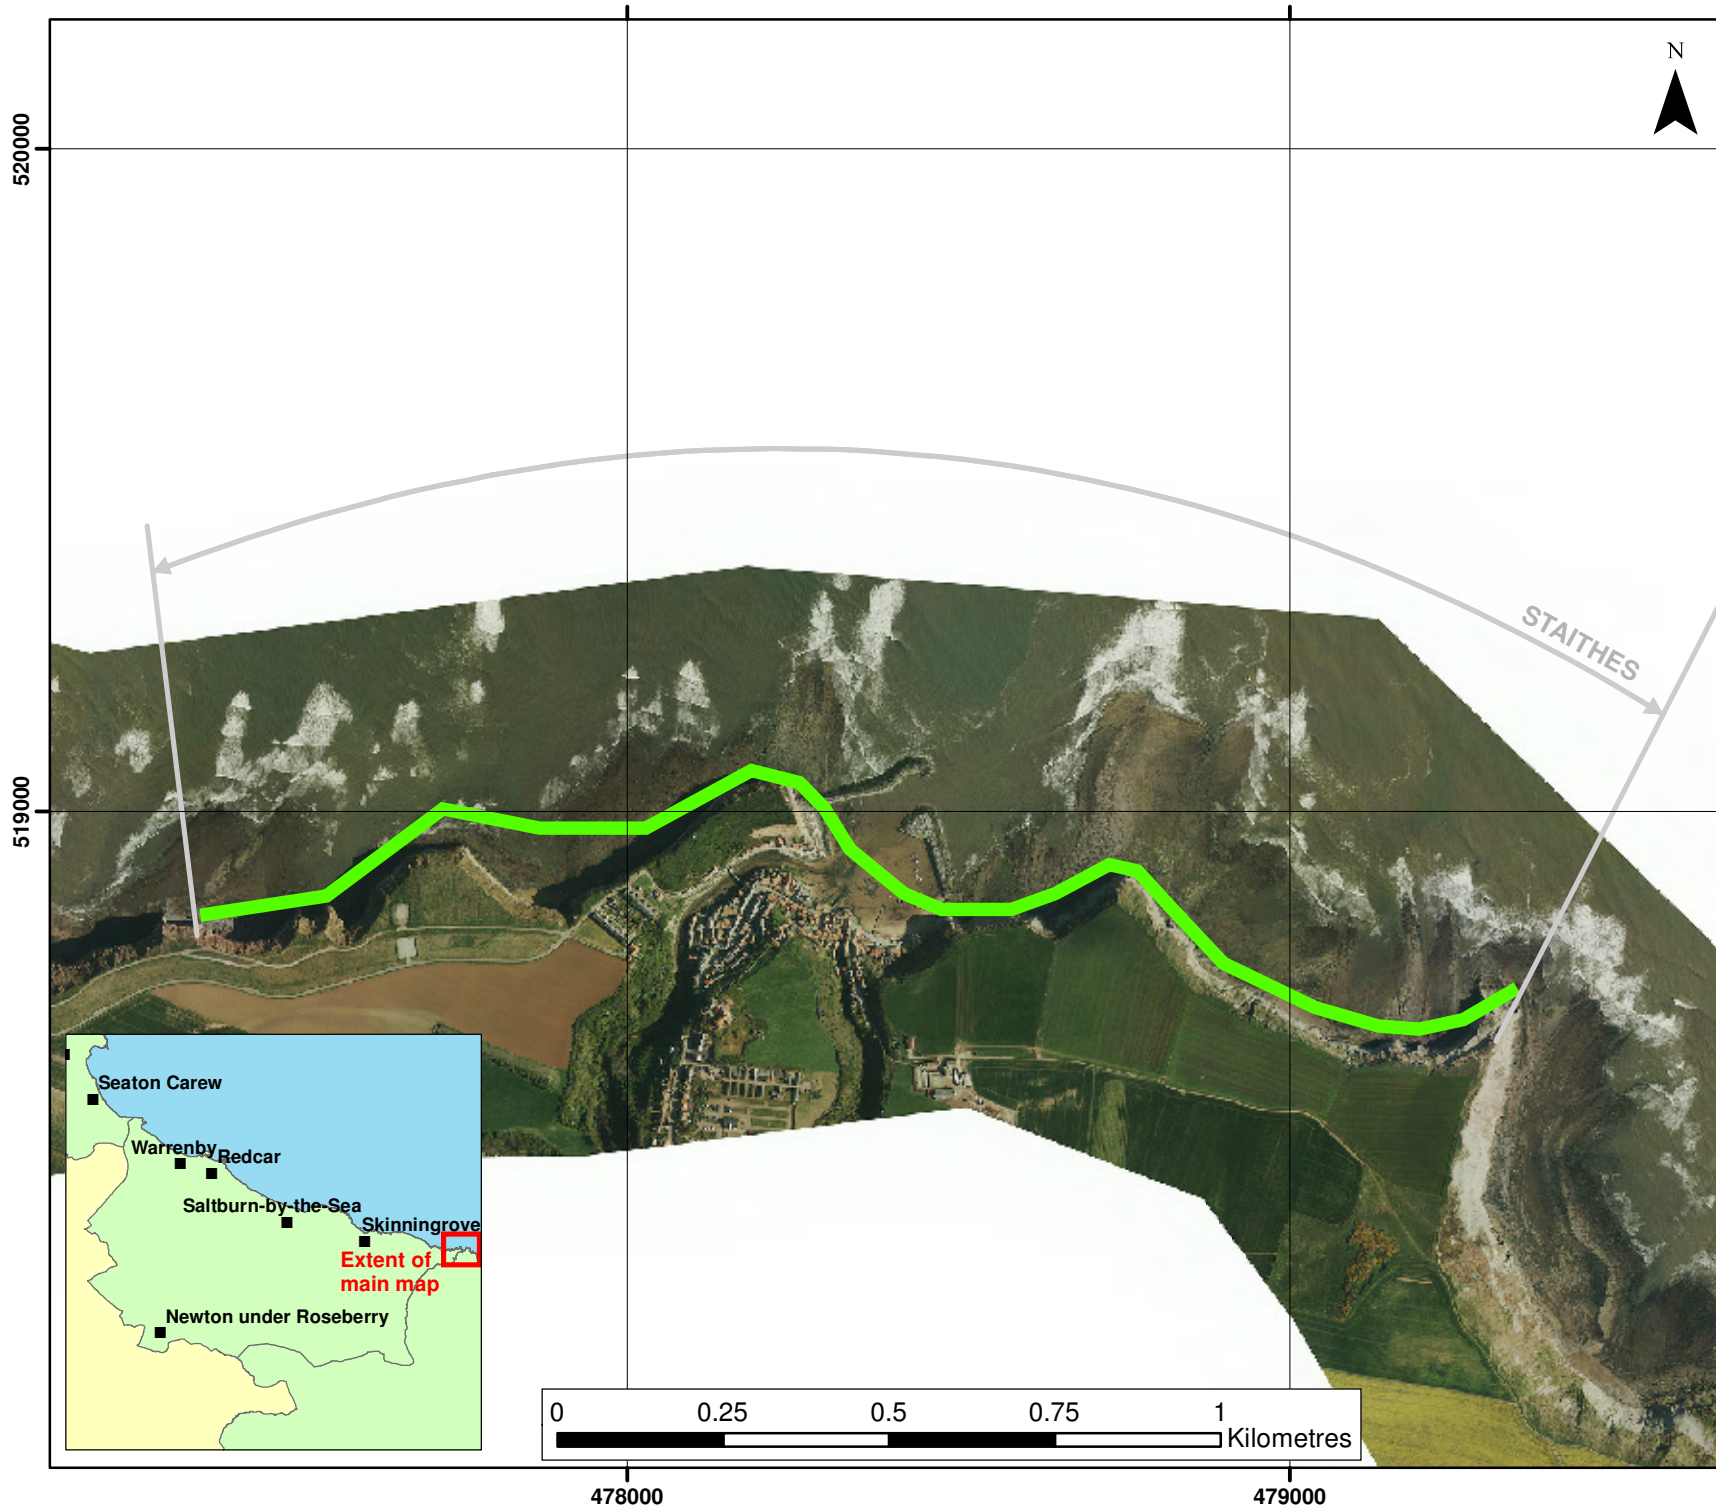 N
520000
STAITHES
519000
Seaton Carew
Warrenby
Redcar
Saltburn-by-the-Sea
Skinningrove
Extent of
main map
Newton under Roseberry
0 0.25 0.5 0.75 1
Kilometres
478000 479000